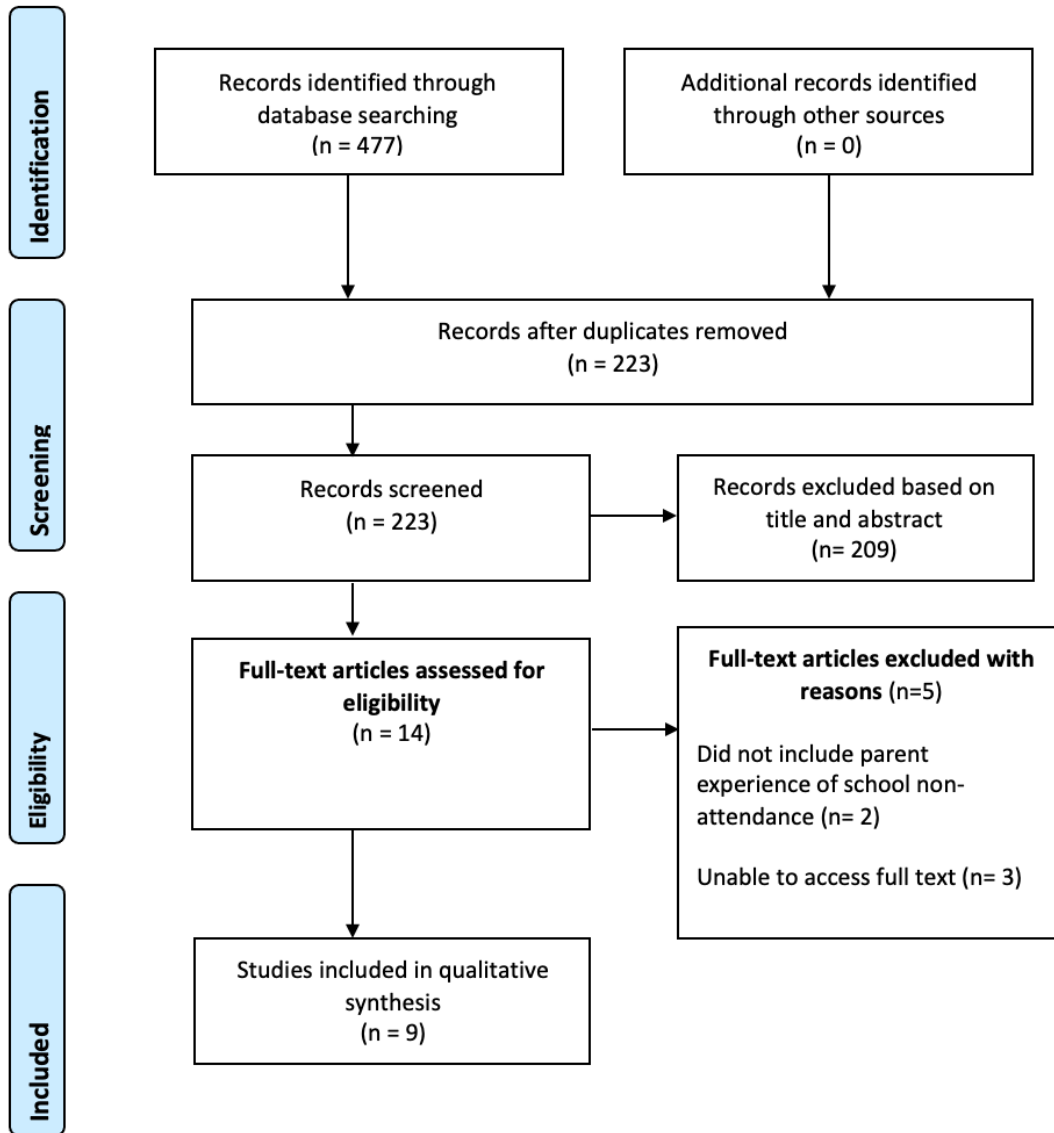 Identification
Records identified through
database searching
(n = 477)
Additional records identified
through other sources
(n = 0)
Screening
Records after duplicates removed
(n = 223)
Records screened
(n = 223)
Records excluded based on
title and abstract
(n= 209)
Eligibility
Full-text articles assessed for
eligibility
(n = 14)
Full-text articles excluded with
reasons (n=5)
Did not include parent
experience of school non-
attendance (n= 2)
Unable to access full text (n= 3)
Included
Studies included in qualitative
synthesis
(n = 9)